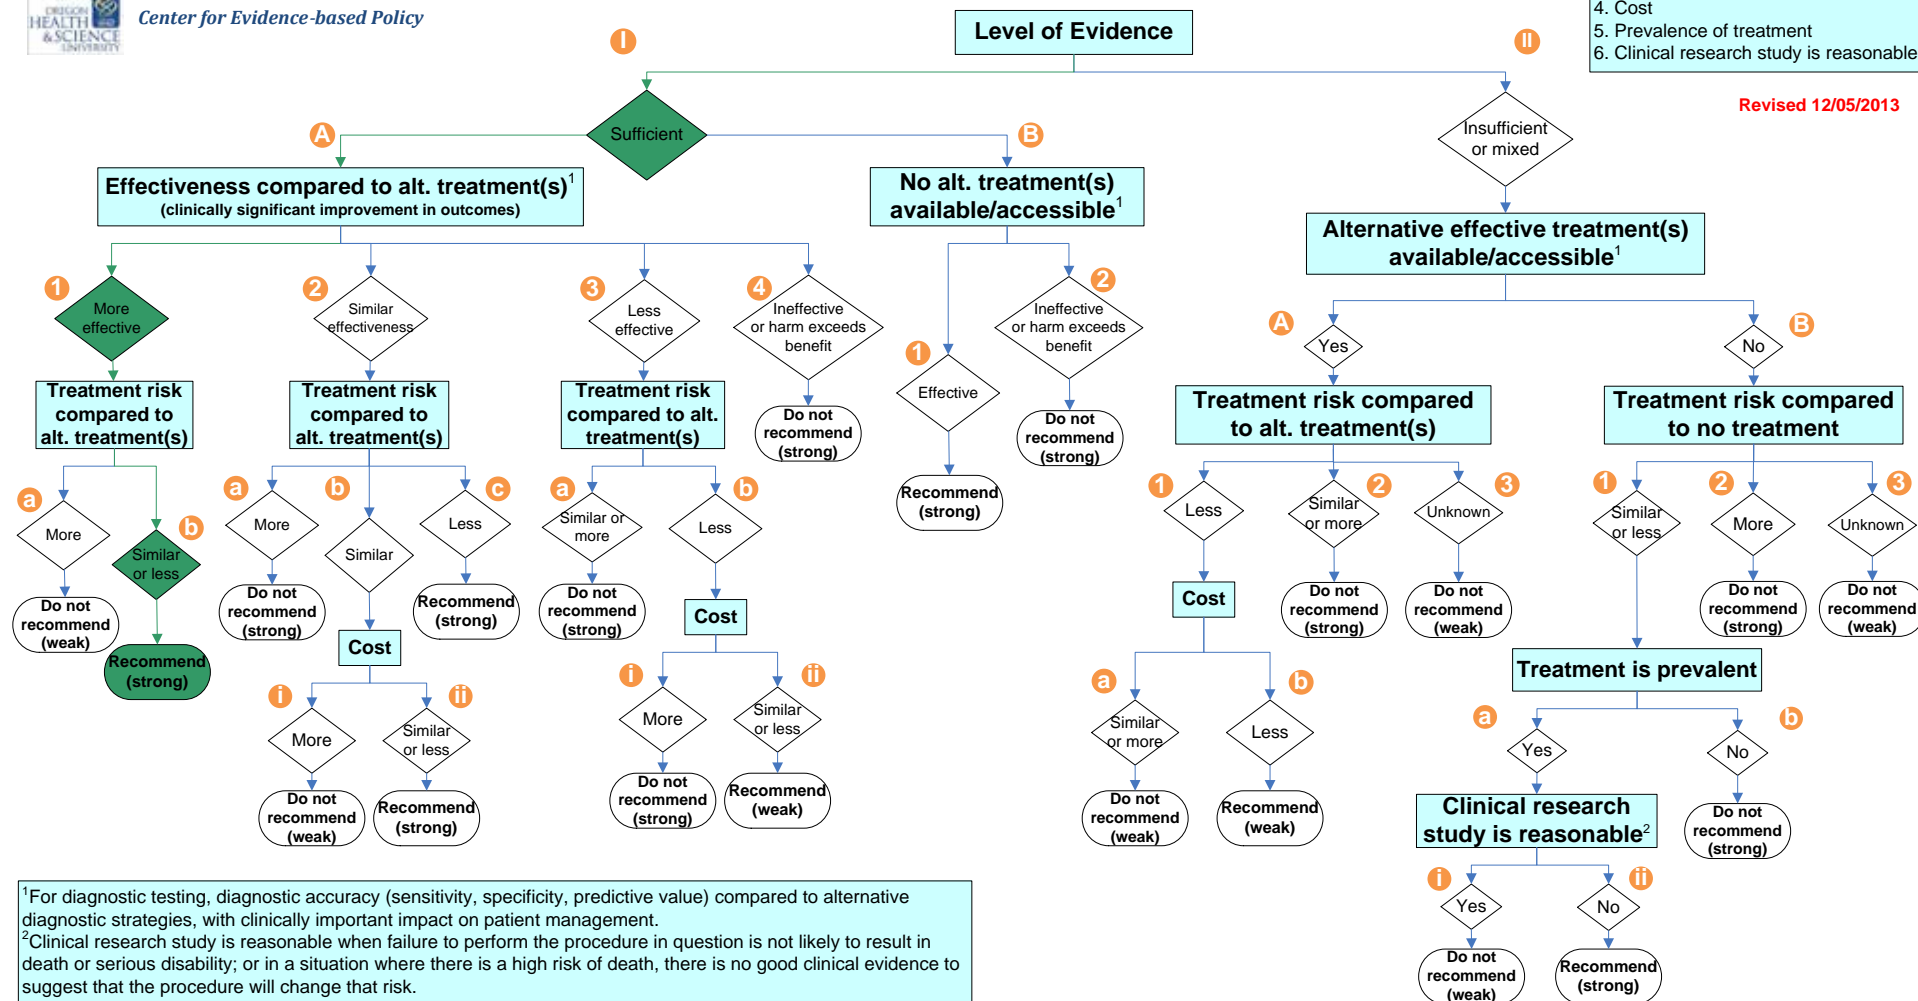 OREGON
HEALTH
& SCIENCE
UNIVERSITY
Center for Evidence-based Policy
4. Cost
5. Prevalence of treatment
6. Clinical research study is reasonable
Revised 12/05/2013
Level of Evidence
I
II
Sufficient
Insufficient
or mixed
A
B
Effectiveness compared to alt. treatment(s)1
(clinically significant improvement in outcomes)
No alt. treatment(s)
available/accessible1
Alternative effective treatment(s)
available/accessible1
1
More
effective
2
Similar
effectiveness
3
Less
effective
4
Ineffective
or harm exceeds
benefit
Do not
recommend
(strong)
1
Effective
Recommend
(strong)
2
Ineffective
or harm exceeds
benefit
Do not
recommend
(strong)
A
Yes
B
No
Treatment risk
compared to
alt. treatment(s)
Treatment risk
compared to
alt. treatment(s)
Treatment risk
compared to alt.
treatment(s)
Treatment risk compared
to alt. treatment(s)
Treatment risk compared
to no treatment
a
More
Do not
recommend
(weak)
b
Similar
or less
Recommend
(strong)
a
More
Do not
recommend
(strong)
b
Similar
c
Less
Recommend
(strong)
Cost
i
More
Do not
recommend
(weak)
ii
Similar
or less
Recommend
(strong)
a
Similar or
more
Do not
recommend
(strong)
b
Less
Cost
i
More
Do not
recommend
(strong)
ii
Similar
or less
Recommend
(weak)
1
Less
Cost
a
Similar
or more
Do not
recommend
(weak)
b
Less
Recommend
(weak)
2
Similar
or more
Do not
recommend
(strong)
3
Unknown
Do not
recommend
(weak)
1
Similar
or less
2
More
Do not
recommend
(strong)
3
Unknown
Do not
recommend
(weak)
Treatment is prevalent
a
Yes
b
No
Do not
recommend
(strong)
Clinical research
study is reasonable2
i
Yes
Do not
recommend
(weak)
ii
No
Recommend
(strong)
1For diagnostic testing, diagnostic accuracy (sensitivity, specificity, predictive value) compared to alternative
diagnostic strategies, with clinically important impact on patient management.
2Clinical research study is reasonable when failure to perform the procedure in question is not likely to result in
death or serious disability; or in a situation where there is a high risk of death, there is no good clinical evidence to
suggest that the procedure will change that risk.